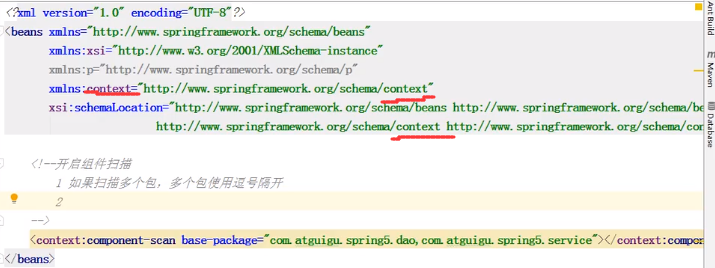 <?xml version="1.0" encoding="UTF-8"?>
<beans xmlns="http://www.springframework.org/schema/beans"
xmlns:xsi="http://www.w3.org/2001/XMLSchema-instance"
xmlns:p="http://www.springframework.org/schema/p"
xmlns:context="http://www.springframework.org/schema/context"
xsi:schemaLocation="http://www.springframework.org/schema/beans http://www.springframework.org/schema/be
http://www.springframework.org/schema/context http://www.springframework.org/schema/con
<!--开启组件扫描
1 如果扫描多个包，多个包使用逗号隔开
2
-->
<context:component-scan base-package="com.atguigu.spring5.dao,com.atguigu.spring5.service"></context:compon
</beans>
Ant Build
Maven
Database